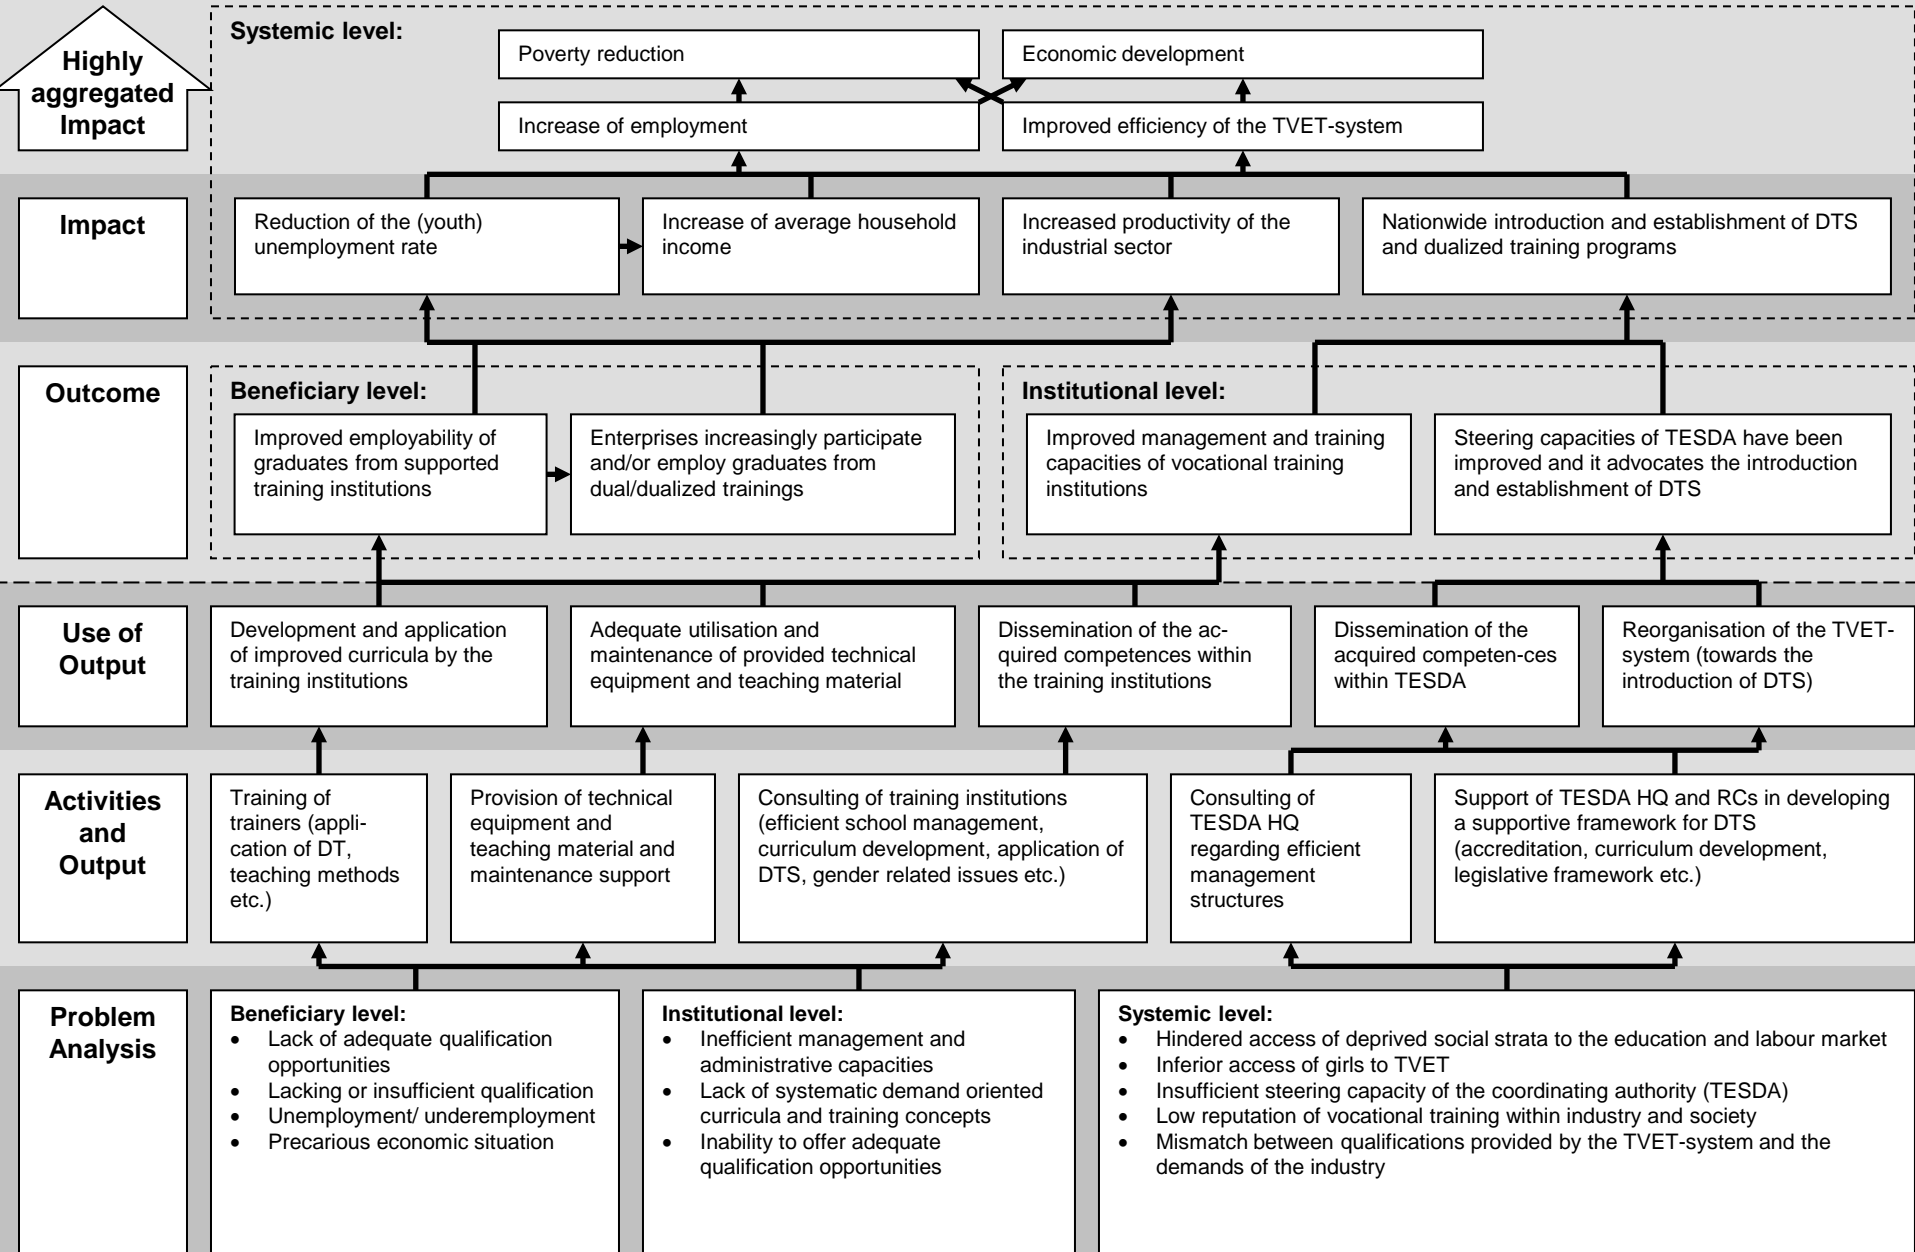 Highly
aggregated
Impact
Systemic level:
Poverty reduction
Economic development
Increase of employment
Improved efficiency of the TVET-system
Impact
Reduction of the (youth)
unemployment rate
Increase of average household
income
Increased productivity of the
industrial sector
Nationwide introduction and establishment of DTS
and dualized training programs
Outcome
Beneficiary level:
Improved employability of
graduates from supported
training institutions
Enterprises increasingly participate
and/or employ graduates from
dual/dualized trainings
Institutional level:
Improved management and training
capacities of vocational training
institutions
Steering capacities of TESDA have been
improved and it advocates the introduction
and establishment of DTS
Use of
Output
Development and application
of improved curricula by the
training institutions
Adequate utilisation and
maintenance of provided technical
equipment and teaching material
Dissemination of the ac-
quired competences within
the training institutions
Dissemination of the
acquired competen-ces
within TESDA
Reorganisation of the TVET-
system (towards the
introduction of DTS)
Activities
and
Output
Training of
trainers (appli-
cation of DT,
teaching methods
etc.)
Provision of technical
equipment and
teaching material and
maintenance support
Consulting of training institutions
(efficient school management,
curriculum development, application of
DTS, gender related issues etc.)
Consulting of
TESDA HQ
regarding efficient
management
structures
Support of TESDA HQ and RCs in developing
a supportive framework for DTS
(accreditation, curriculum development,
legislative framework etc.)
Problem
Analysis
Beneficiary level:
• Lack of adequate qualification
opportunities
• Lacking or insufficient qualification
• Unemployment/ underemployment
• Precarious economic situation
Institutional level:
• Inefficient management and
administrative capacities
• Lack of systematic demand oriented
curricula and training concepts
• Inability to offer adequate
qualification opportunities
Systemic level:
• Hindered access of deprived social strata to the education and labour market
• Inferior access of girls to TVET
• Insufficient steering capacity of the coordinating authority (TESDA)
• Low reputation of vocational training within industry and society
• Mismatch between qualifications provided by the TVET-system and the
demands of the industry